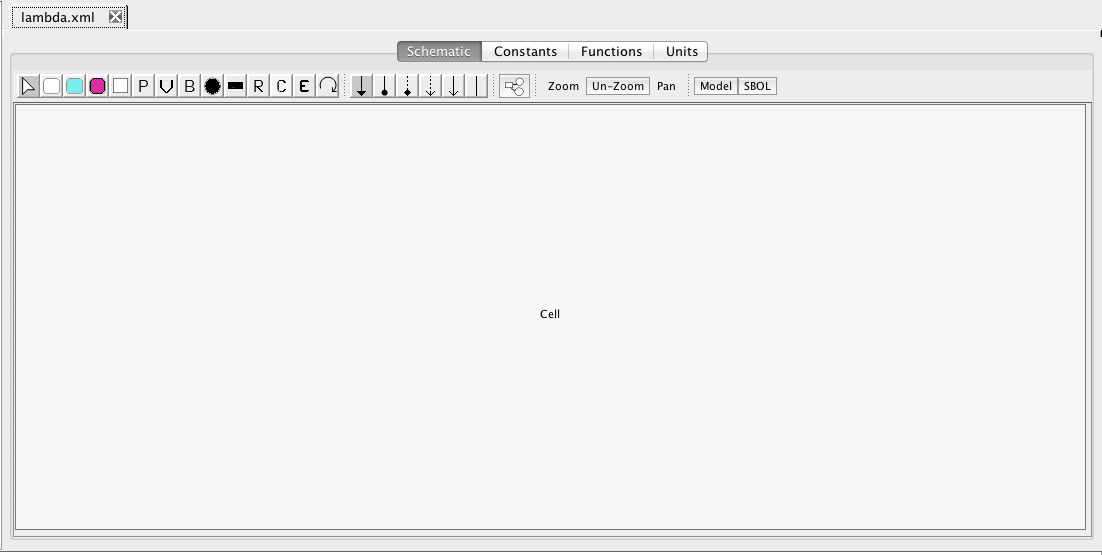 lambda.xml
Schematic Constants Functions Units
P V B R C E Zoom Un-Zoom Pan Model SBOL
Cell